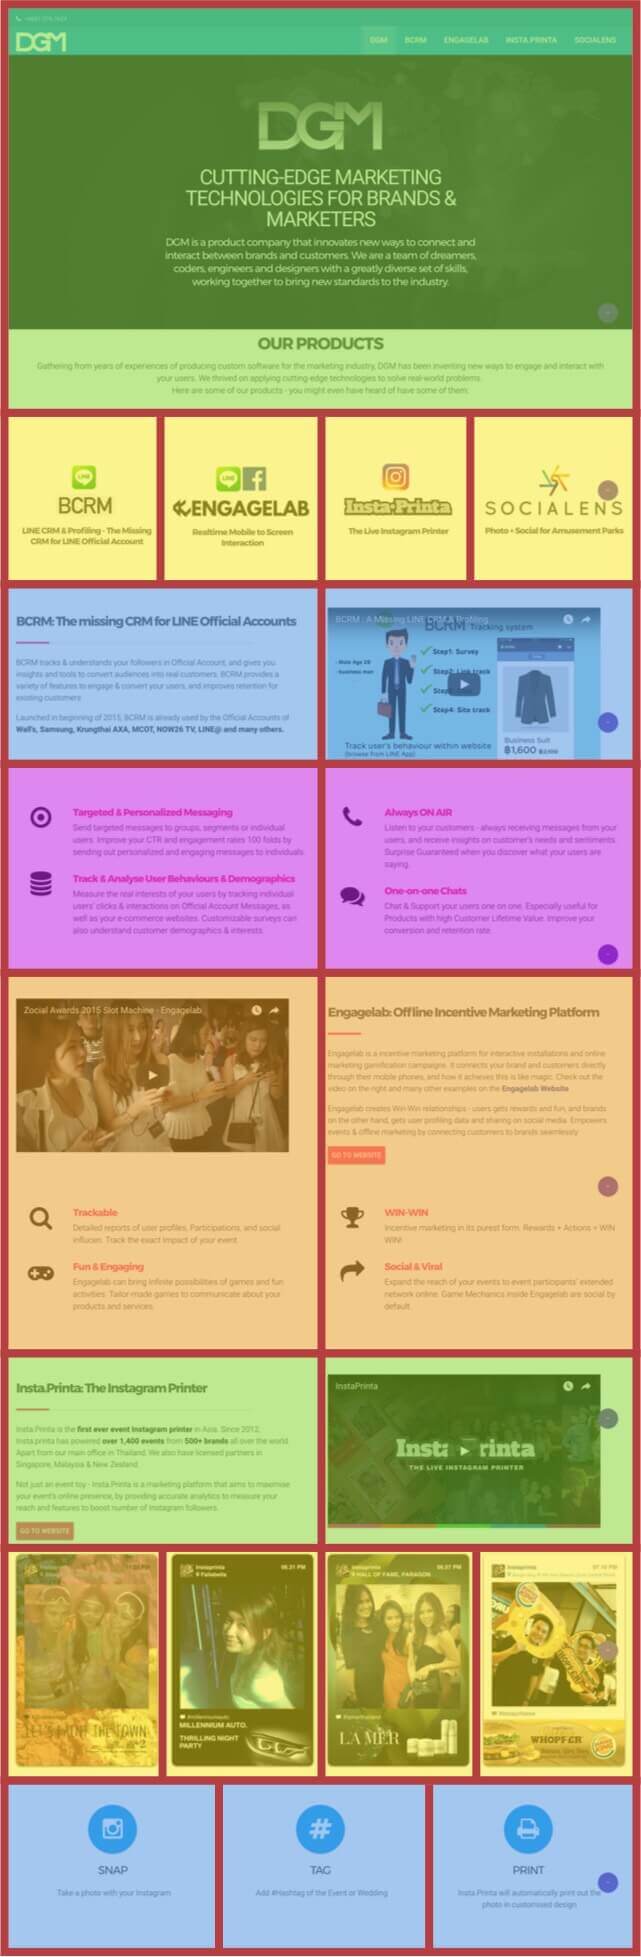 DGM
DGM BCRM ENGAGELAB INSTA PRINTA SOCIALENS
DGM
CUTTING-EDGE MARKETING
TECHNOLOGIES FOR BRANDS &
MARKETERS
DGM is a product company that innovates new ways to connect and
interact between brands and customers. We are a team of dreamers,
coders, engineers and designers with a greatly diverse set of skills,
working together to bring new standards to the industry.
OUR PRODUCTS
Gathering from years of experiences of producing custom software for the marketing industry, DGM has been inventing new ways to engage and interact with
your users. We thrived on applying cutting-edge technologies to solve real-world problems.
Here are some of our products - you might even have heard of have some of them:
LINE
BCRM
LINE CRM & Profiling - The Missing
CRM for LINE Official Account
LINE
ENGAGELAB
Realtime Mobile to Screen
Interaction
Insta.Printa
The Live Instagram Printer
SOCIALENS
Photo + Social for Amusement Parks
BCRM: The missing CRM for LINE Official Accounts
BCRM tracks & understands your followers in Official Account, and gives you
insights and tools to convert audiences into real customers. BCRM provides a
variety of features to engage & convert your users, and improves retention for
existing customers
Launched in beginning of 2015, BCRM is already used by the Official Accounts of
Wall's, Samsung, Krungthai AXA, MCOT, NOW26 TV, LINE@ and many others.
BCRM : A Missing LINE CRM & Profiling
BCRM Tracking system
- Male Age 28
- business man
Step1: Survey
Step2: Link track
Step
Step4: Site track
Track user's behaviour within website
(browse from LINE App)
Business Suit
฿1,600 ฿2,100
Targeted & Personalized Messaging
Send targeted messages to groups, segments or individual
users. Improve your CTR and engagement rates 100 folds by
sending out personalized and engaging messages to individuals.
Track & Analyse User Behaviours & Demographics
Measure the real interests of your users by tracking individual
users' clicks & interactions on Official Account Messages, as
well as your e-commerce websites. Customizable surveys can
also understand customer demographics & interests.
Always ON AIR
Listen to your customers - always receiving messages from your
users, and receive insights on customer's needs and sentiments.
Surprise Guaranteed when you discover what your users are
saying.
One-on-one Chats
Chat & Support your users one on one. Especially useful for
Products with high Customer Lifetime Value. Improve your
conversion and retention rate.
Zocial Awards 2015 Slot Machine - Engagelab
Engagelab: Offline Incentive Marketing Platform
Engagelab is a incentive marketing platform for interactive installations and online
marketing gamification campaigns. It connects your brand and customers directly
through their mobile phones, and how it achieves this is like magic. Check out the
video on the right and many other examples on the Engagelab Website
Engagelab creates Win-Win relationships - users gets rewards and fun, and brands
on the other hand, gets user profiling data and sharing on social media. Empowers
events & offline marketing by connecting customers to brands seamlessly
GO TO WEBSITE
Trackable
Detailed reports of user profiles, Participations, and social
influcen. Track the exact impact of your event.
Fun & Engaging
Engagelab can bring infinite possibilities of games and fun
activities. Tailor-made games to communicate about your
products and services.
WIN-WIN
Incentive marketing in its purest form. Rewards + Actions = WIN
WIN!
Social & Viral
Expand the reach of your events to event participants' extended
network online. Game Mechanics inside Engagelab are social by
default.
Insta.Printa: The Instagram Printer
Insta.Printa is the first ever event Instagram printer in Asia. Since 2012,
Insta.printa has powered over 1,400 events from 500+ brands all over the world.
Apart from our main office in Thailand. We also have licensed partners in
Singapore, Malaysia & New Zealand.
Not just an event toy - Insta.Printa is a marketing platform that aims to maximise
your event's online presence, by providing accurate analytics to measure your
reach and features to boost number of Instagram followers.
GO TO WEBSITE
InstaPrinta
THE LIVE INSTAGRAM PRINTER
Instaprinta
LET'S PAINT THE TOWN
Instaprinta 08.31 PM
MILLENNIUM AUTO.
THRILLING NIGHT
PARTY
Instaprinta
HALL OF FAME, PARAGON
LA MER
Instaprinta 07.10 PM
WHOPPER
SNAP
Take a photo with your Instagram
TAG
Add #Hashtag of the Event or Wedding
PRINT
Insta.Printa will automatically print out the
photo in customised design